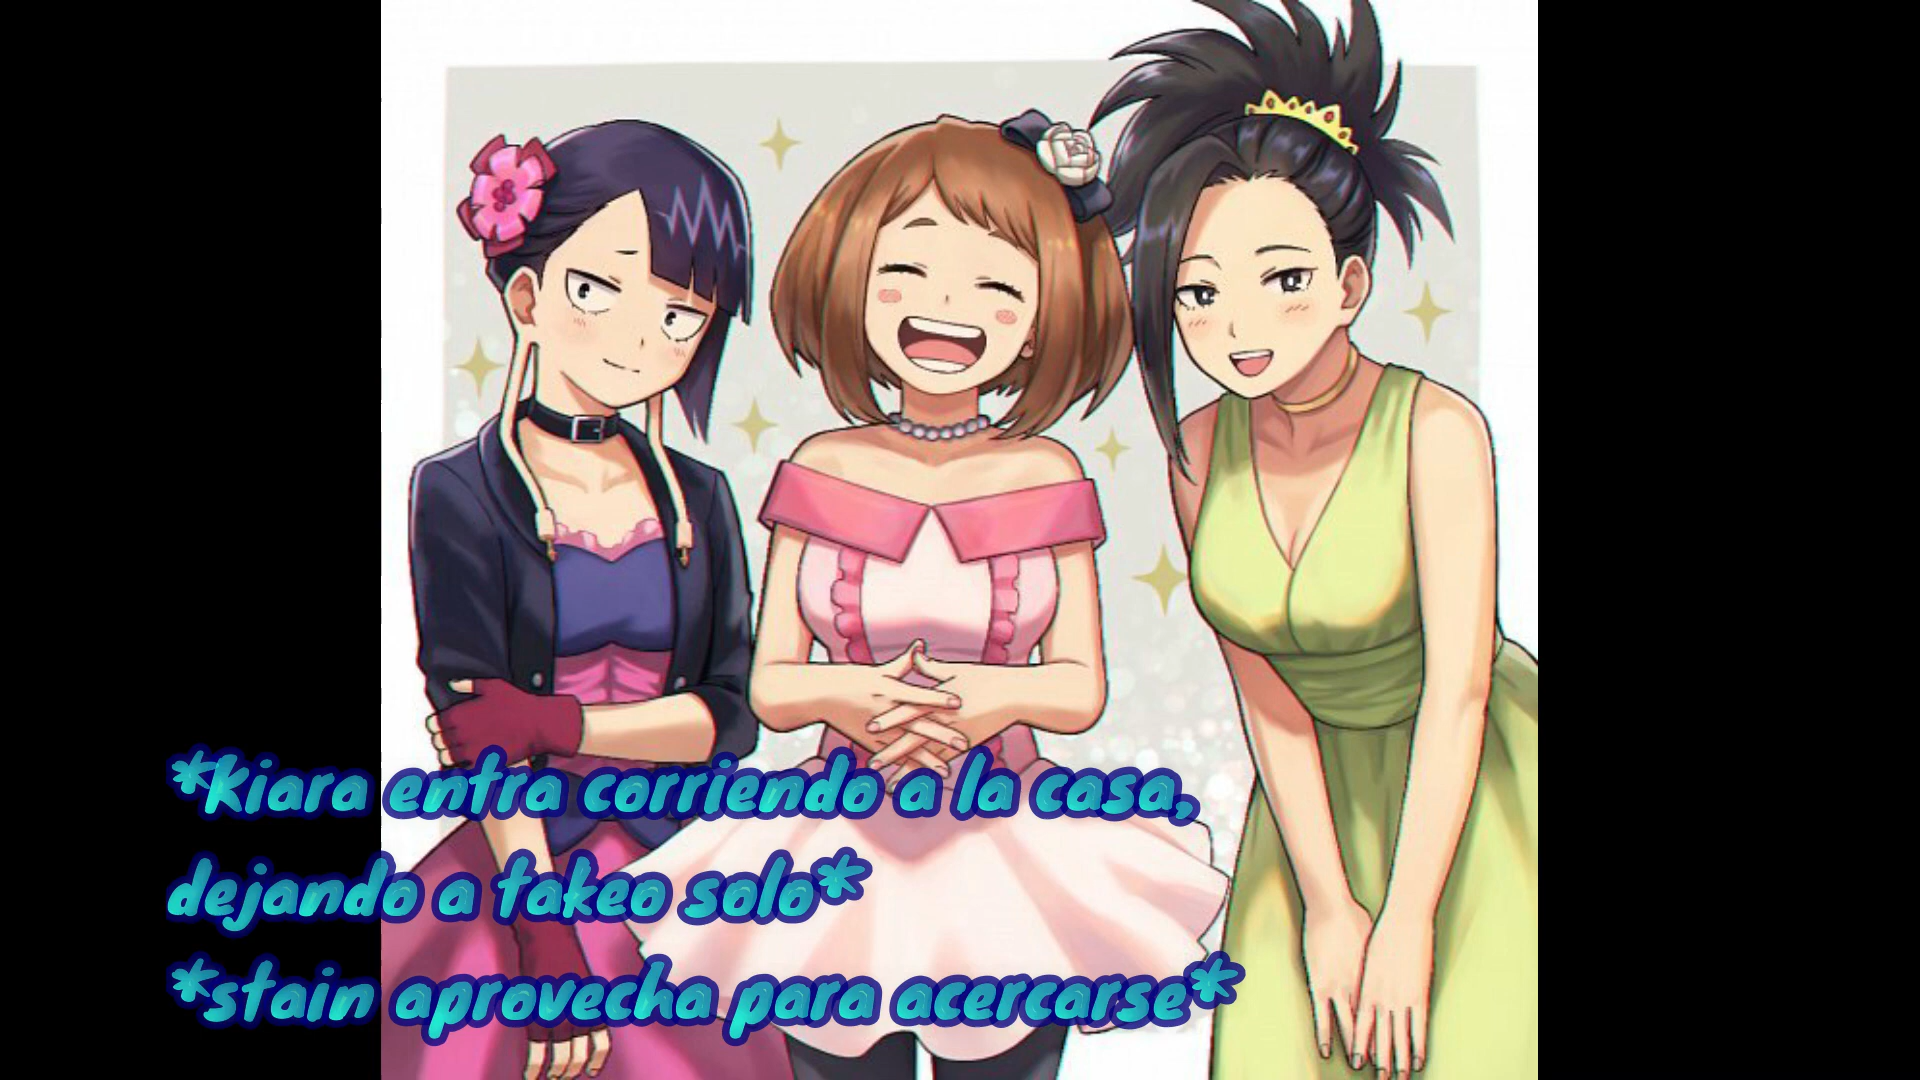 *kiara entra corriendo a la casa,
dejando a takeo solo*
*stain aprovecha para acercarse*